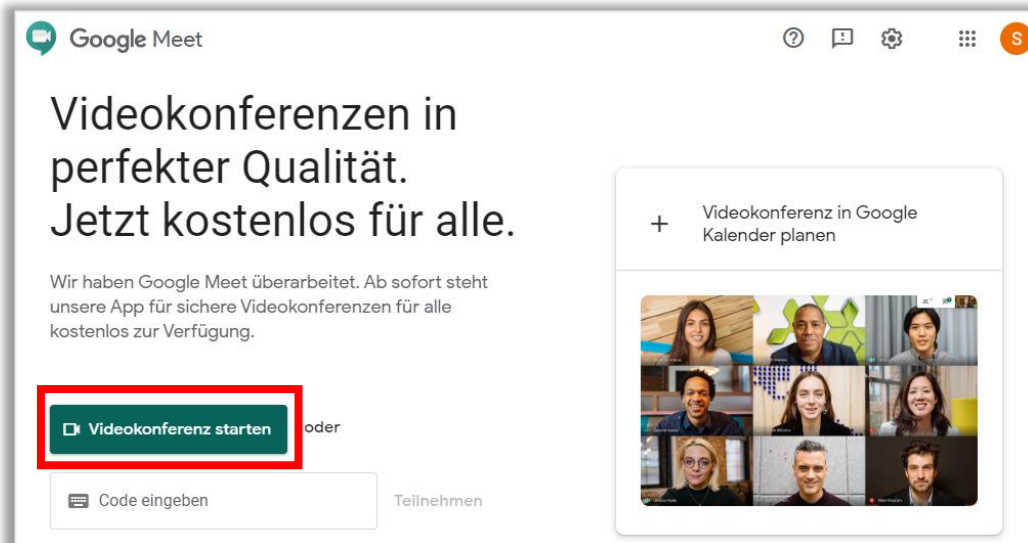 Google Meet
S
Videokonferenzen in
perfekter Qualität.
Jetzt kostenlos für alle.
Wir haben Google Meet überarbeitet. Ab sofort steht
unsere App für sichere Videokonferenzen für alle
kostenlos zur Verfügung.
Videokonferenz starten
oder
Code eingeben
Teilnehmen
Videokonferenz in Google
Kalender planen